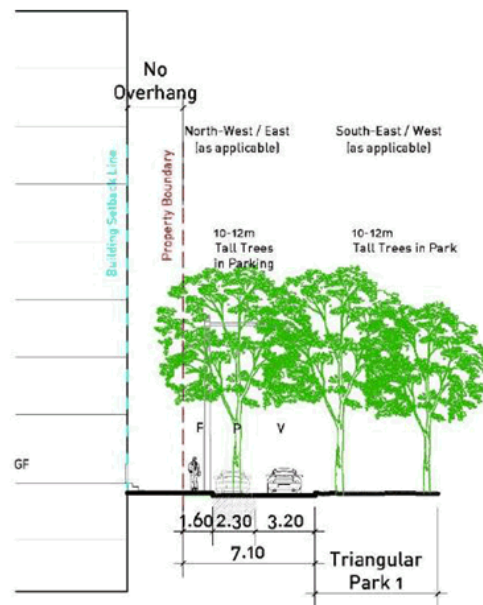 No
Overhang
North-West / East
(as applicable)
South-East / West
(as applicable)
Building Setback Line
Property Boundary
10-12m
Tall Trees
in Parking
10-12m
Tall Trees in Park
F P V
GF
1.60 2.30 3.20
7.10
Triangular
Park 1